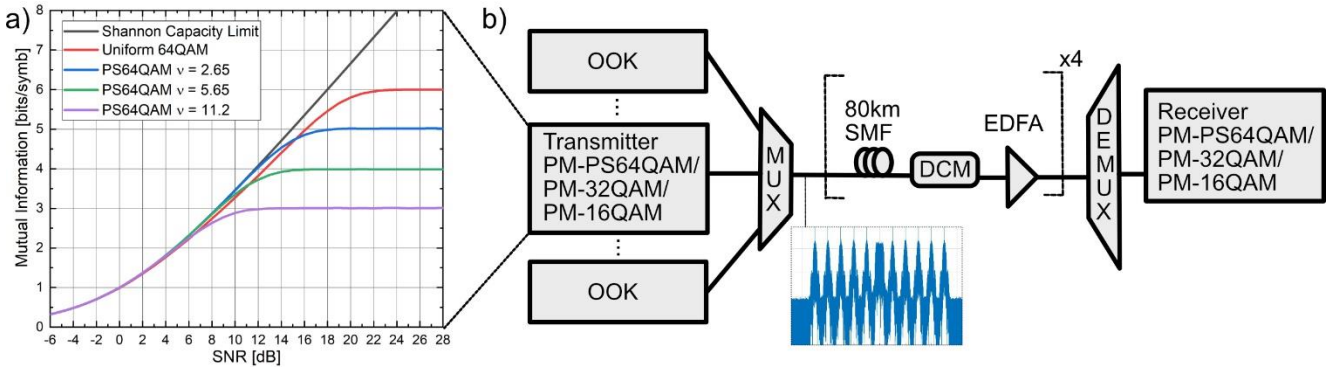 a)
8
7
6
5
4
3
2
1
0
Mutual Information [bits/symb]
Shannon Capacity Limit
Uniform 64QAM
PS64QAM ν = 2.65
PS64QAM ν = 5.65
PS64QAM ν = 11.2
-6 -4 -2 0 2 4 6 8 10 12 14 16 18 20 22 24 26 28
SNR [dB]
b)
OOK
Transmitter
PM-PS64QAM/
PM-32QAM/
PM-16QAM
OOK
MUX
80km
SMF
DCM
EDFA
x4
DEMUX
Receiver
PM-PS64QAM/
PM-32QAM/
PM-16QAM